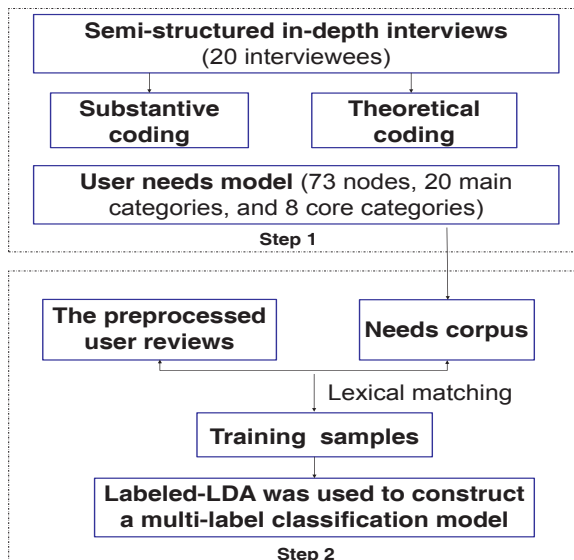 Semi-structured in-depth interviews
(20 interviewees)
Substantive
coding
Theoretical
coding
User needs model (73 nodes, 20 main
categories, and 8 core categories)
Step 1
The preprocessed
user reviews
Needs corpus
Lexical matching
Training samples
Labeled-LDA was used to construct
a multi-label classification model
Step 2